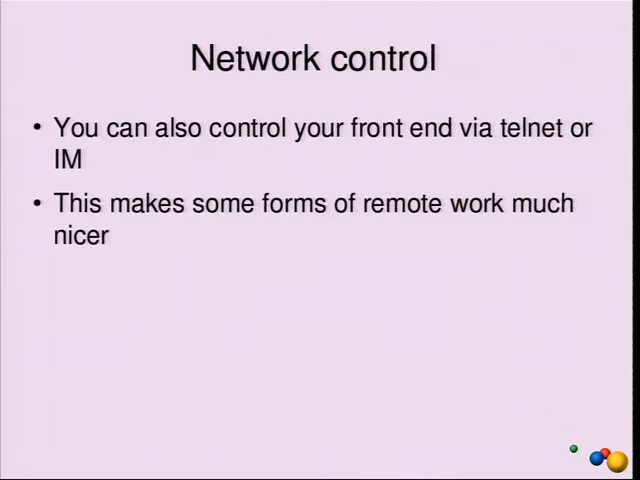 Network control
• You can also control your front end via telnet or
IM
• This makes some forms of remote work much
nicer